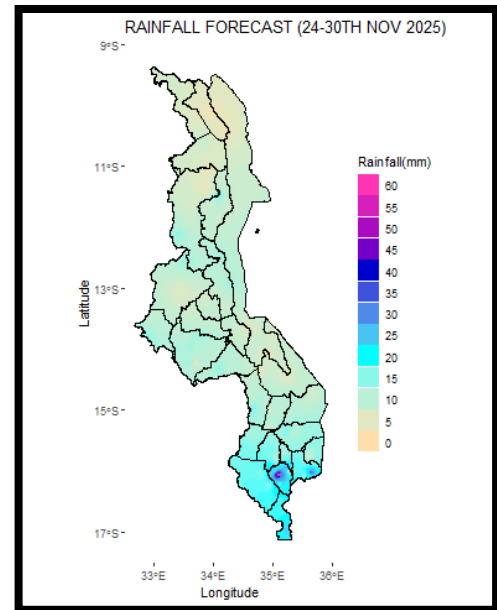 RAINFALL FORECAST (24-30TH NOV 2025)
9°S
11°S
13°S
15°S
17°S
Latitude
33°E 34°E 35°E 36°E
Longitude
Rainfall(mm)
60
55
50
45
40
35
30
25
20
15
10
5
0